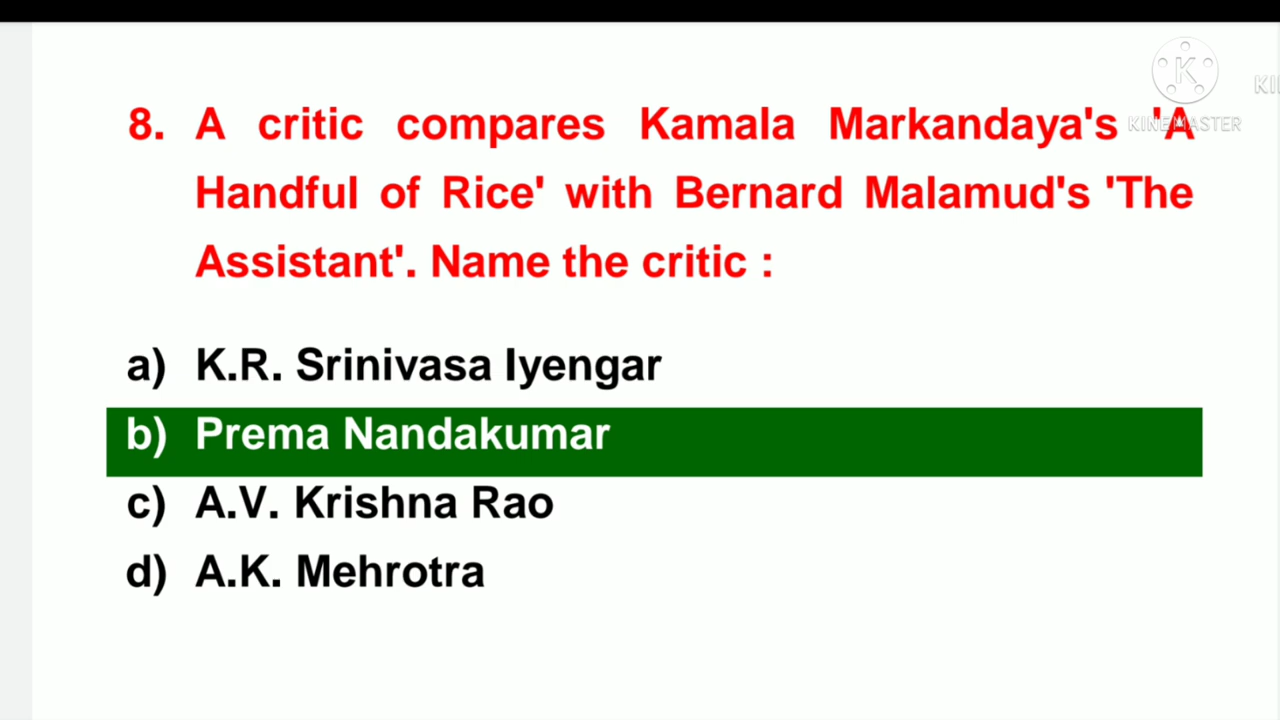 KINEMASTER
KI
8. A critic compares Kamala Markandaya's 'A
Handful of Rice' with Bernard Malamud's 'The
Assistant'. Name the critic :
a) K.R. Srinivasa Iyengar
b) Prema Nandakumar
c) A.V. Krishna Rao
d) A.K. Mehrotra